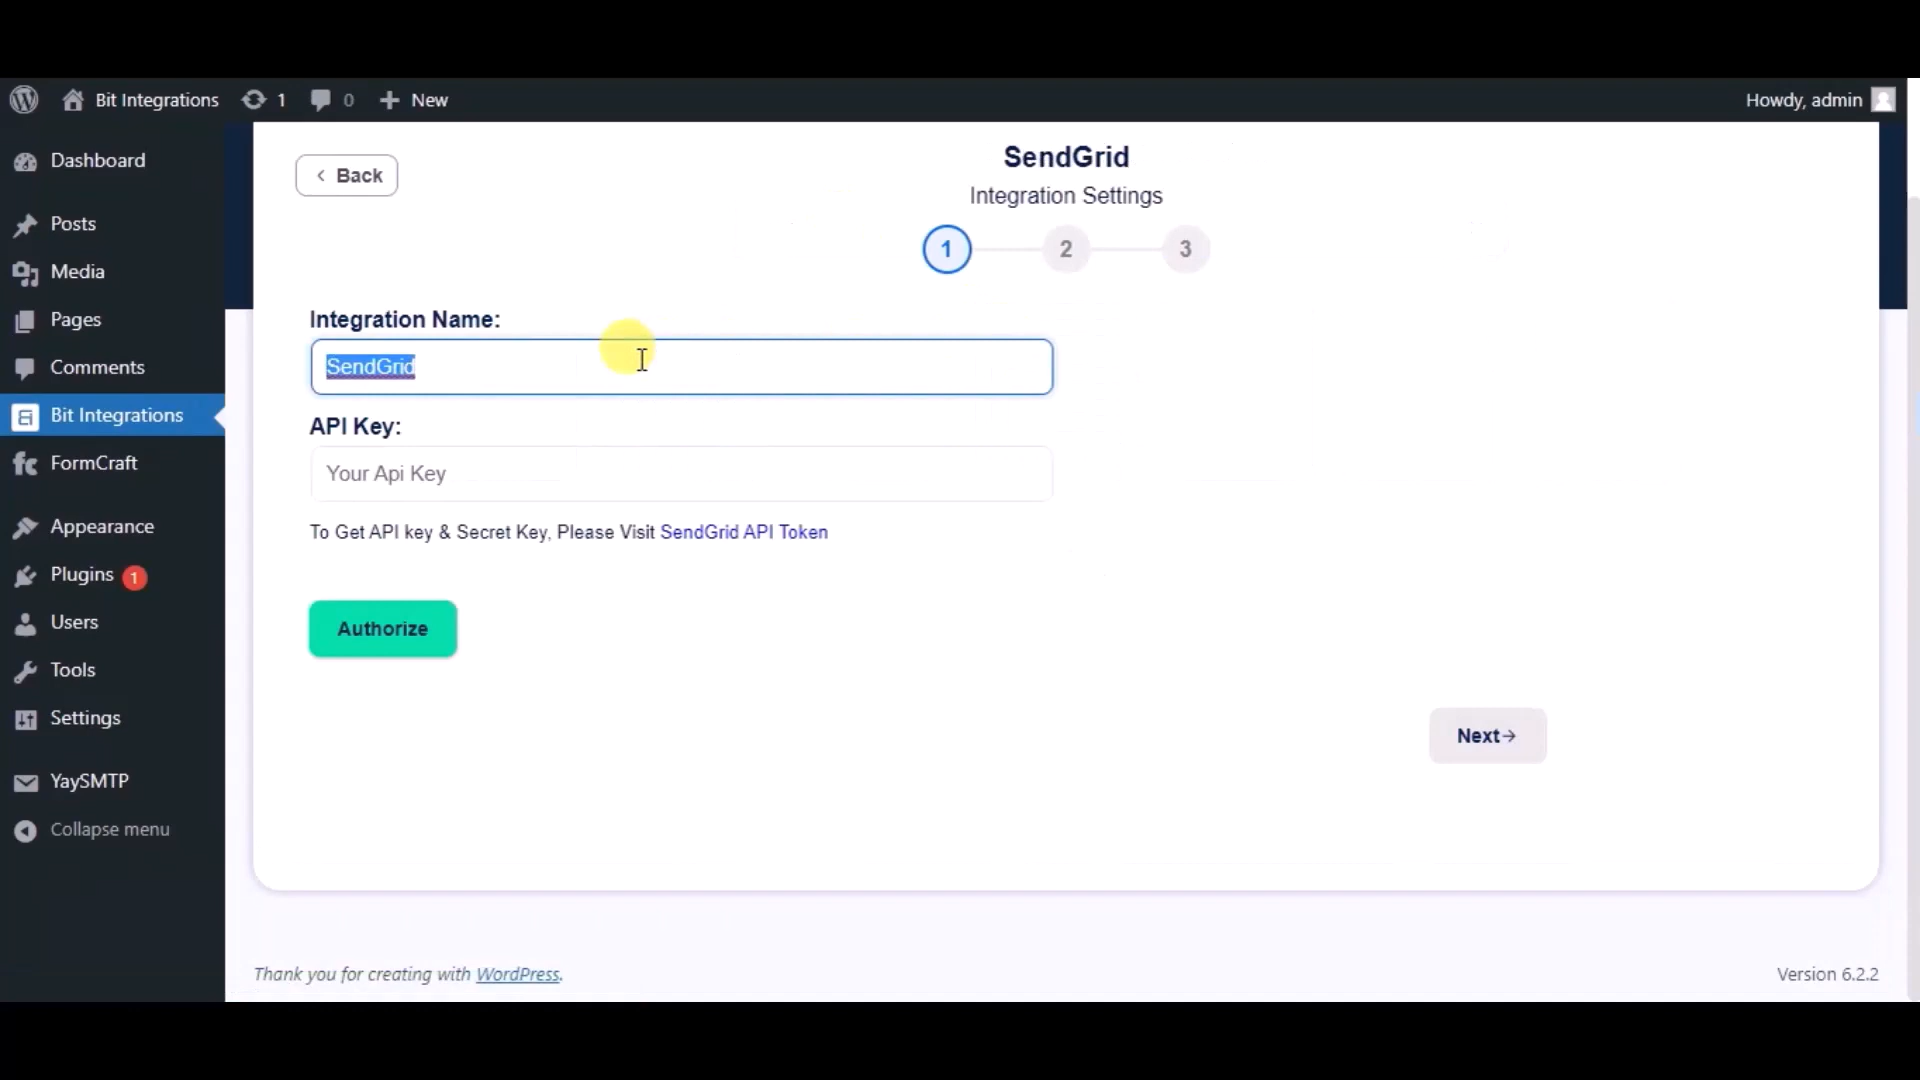 Bit Integrations 1 0 New Howdy, admin
Dashboard
Posts
Media
Pages
Comments
Bit Integrations
FormCraft
Appearance
Plugins 1
Users
Tools
Settings
YaySMTP
Collapse menu
Back
SendGrid
Integration Settings
1 2 3
Integration Name:
SendGrid
API Key:
Your Api Key
To Get API key & Secret Key, Please Visit SendGrid API Token
Authorize
Next→
Thank you for creating with WordPress.
Version 6.2.2